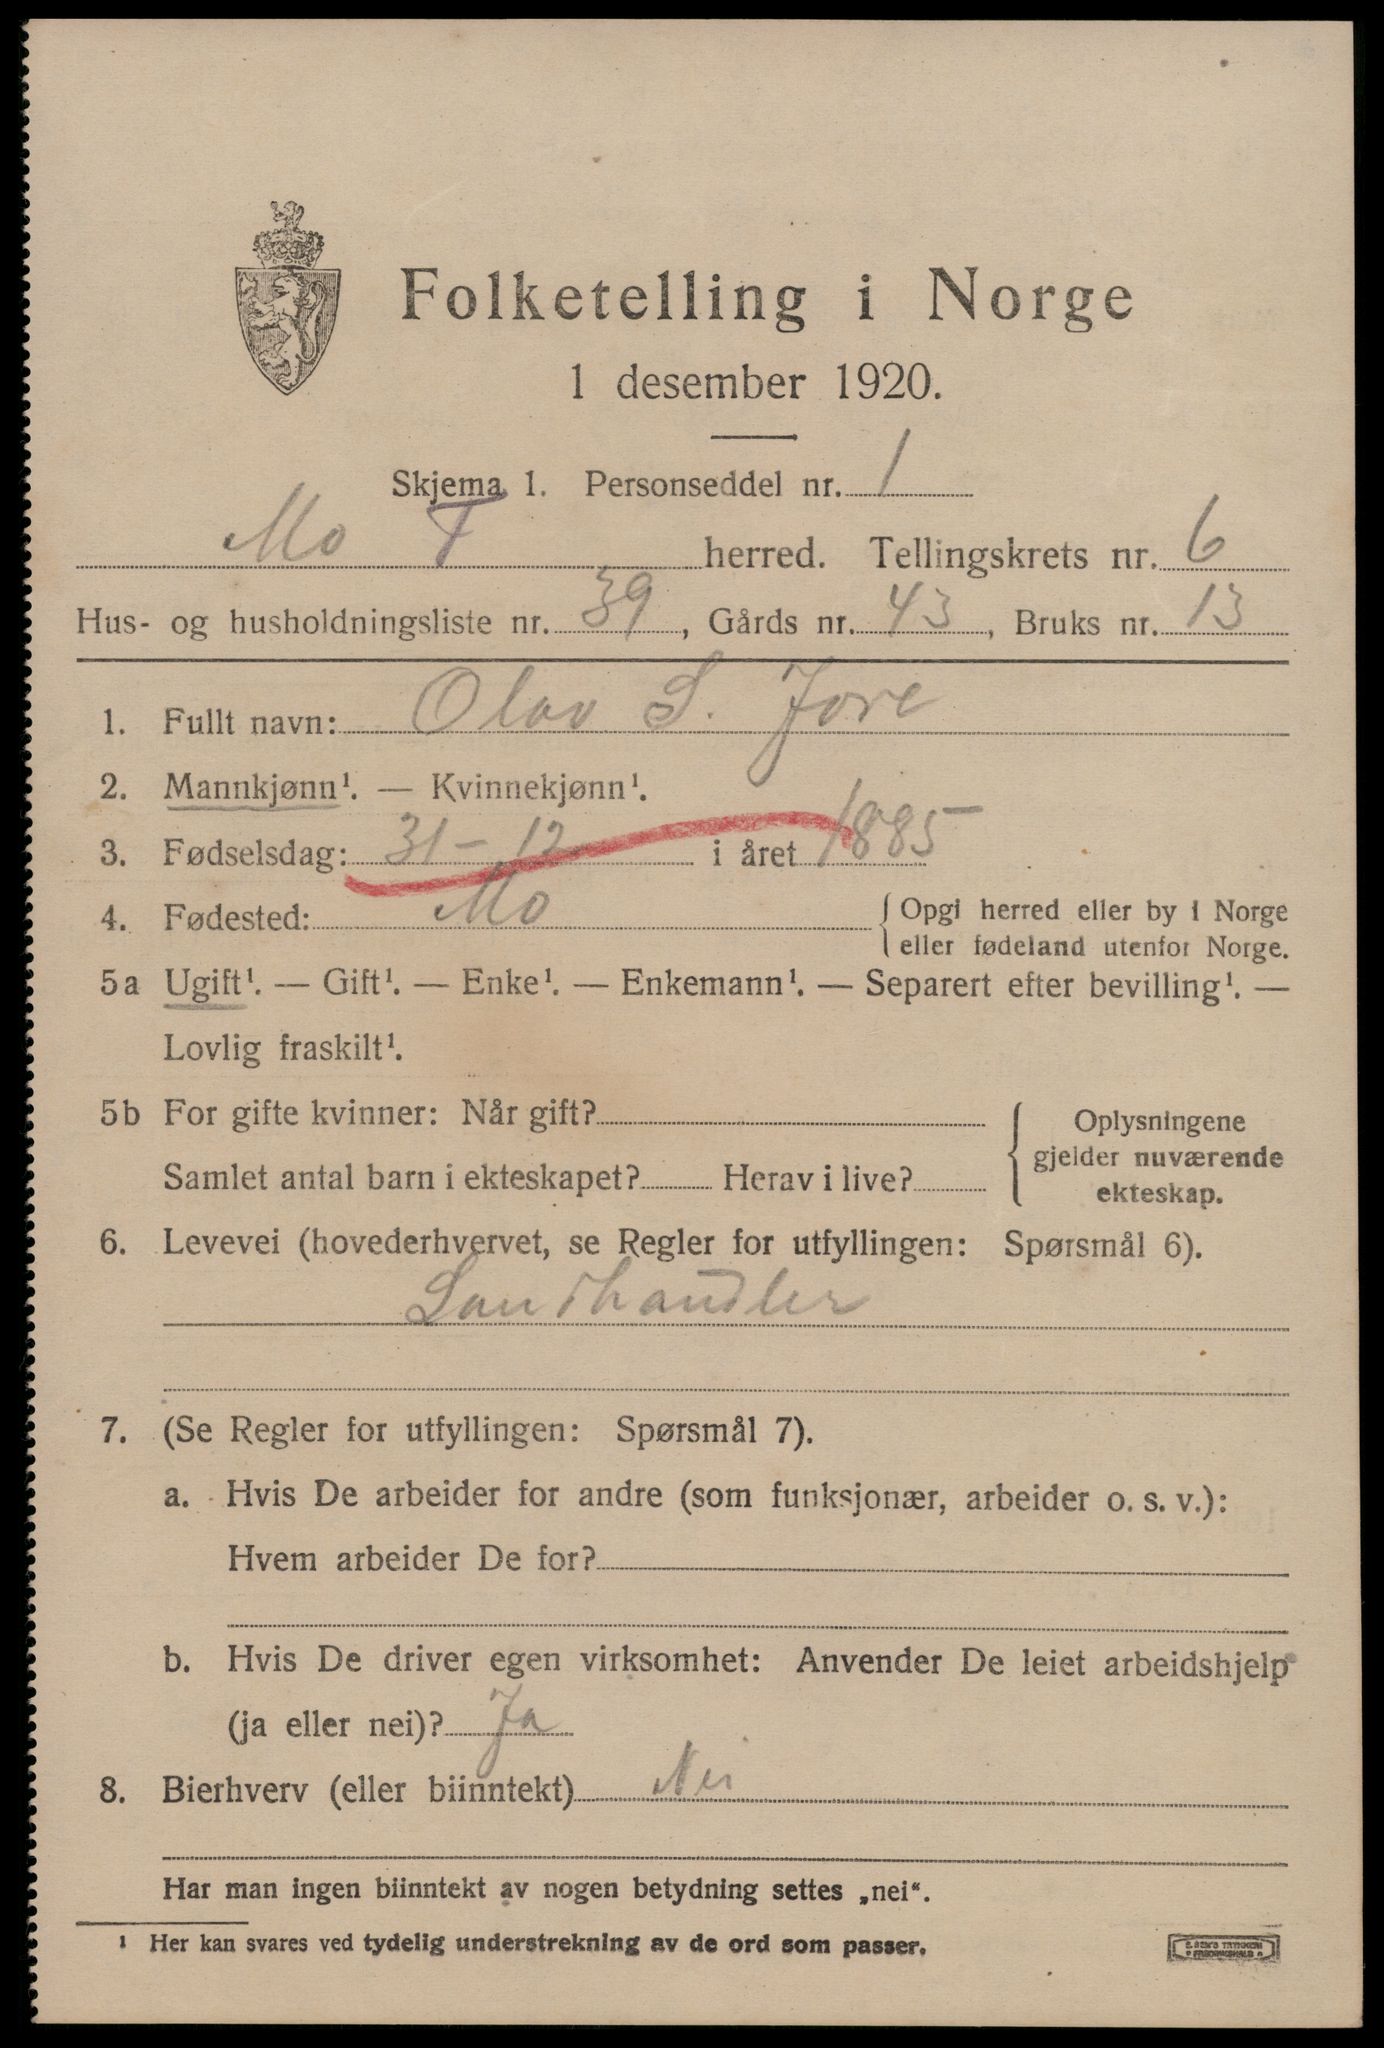 Folketelling i Norge
1 desember 1920.
Skjema 1. Personseddel nr. 1
Mo T herred. Tellingskrets nr. 6
Hus- og husholdningsliste nr. 39, Gårds nr. 43, Bruks nr. 13
1. Fullt navn: Olav S. Jore
2. Mannkjønn¹. — Kvinnekjønn¹.
3. Fødselsdag: 31 - 12 i året 1885
4. Fødested: Mo { Opgi herred eller by i Norge
eller fødeland utenfor Norge.
5a Ugift¹. — Gift¹. — Enke¹. — Enkemann¹. — Separert efter bevilling¹. —
Lovlig fraskilt¹.
5b For gifte kvinner: Når gift?
Samlet antal barn i ekteskapet? Herav i live?
{ Oplysningene
gjelder nuværende
ekteskap.
6. Levevei (hovederhvervet, se Regler for utfyllingen: Spørsmål 6).
Landhandler
7. (Se Regler for utfyllingen: Spørsmål 7).
a. Hvis De arbeider for andre (som funksjonær, arbeider o. s. v.):
Hvem arbeider De for?
b. Hvis De driver egen virksomhet: Anvender De leiet arbeidshjelp
(ja eller nei)? Ja
8. Bierhverv (eller biinntekt) Nei
Har man ingen biinntekt av nogen betydning settes „nei“.
¹ Her kan svares ved tydelig understrekning av de ord som passer.